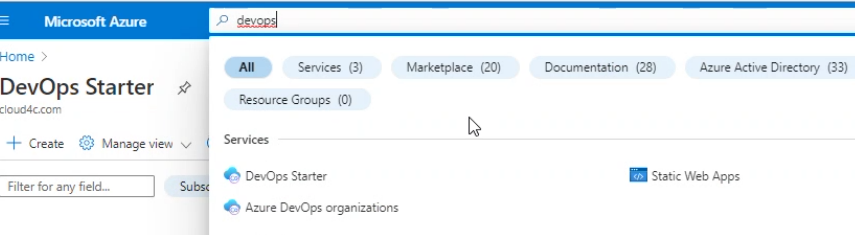 Microsoft Azure
devops
Home >
All Services (3) Marketplace (20) Documentation (28) Azure Active Directory (33)
DevOps Starter
Resource Groups (0)
cloud4c.com
+ Create Manage view
Services
DevOps Starter Static Web Apps
Filter for any field... Subsc
Azure DevOps organizations